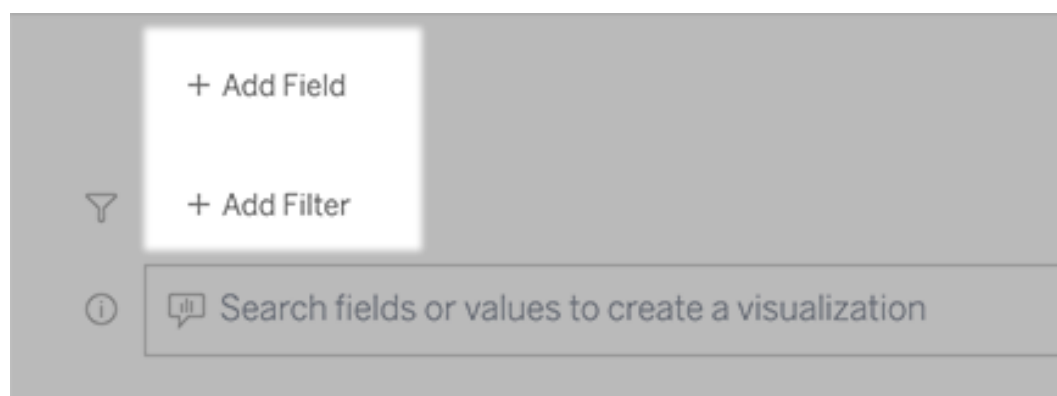 + Add Field
+ Add Filter
Search fields or values to create a visualization